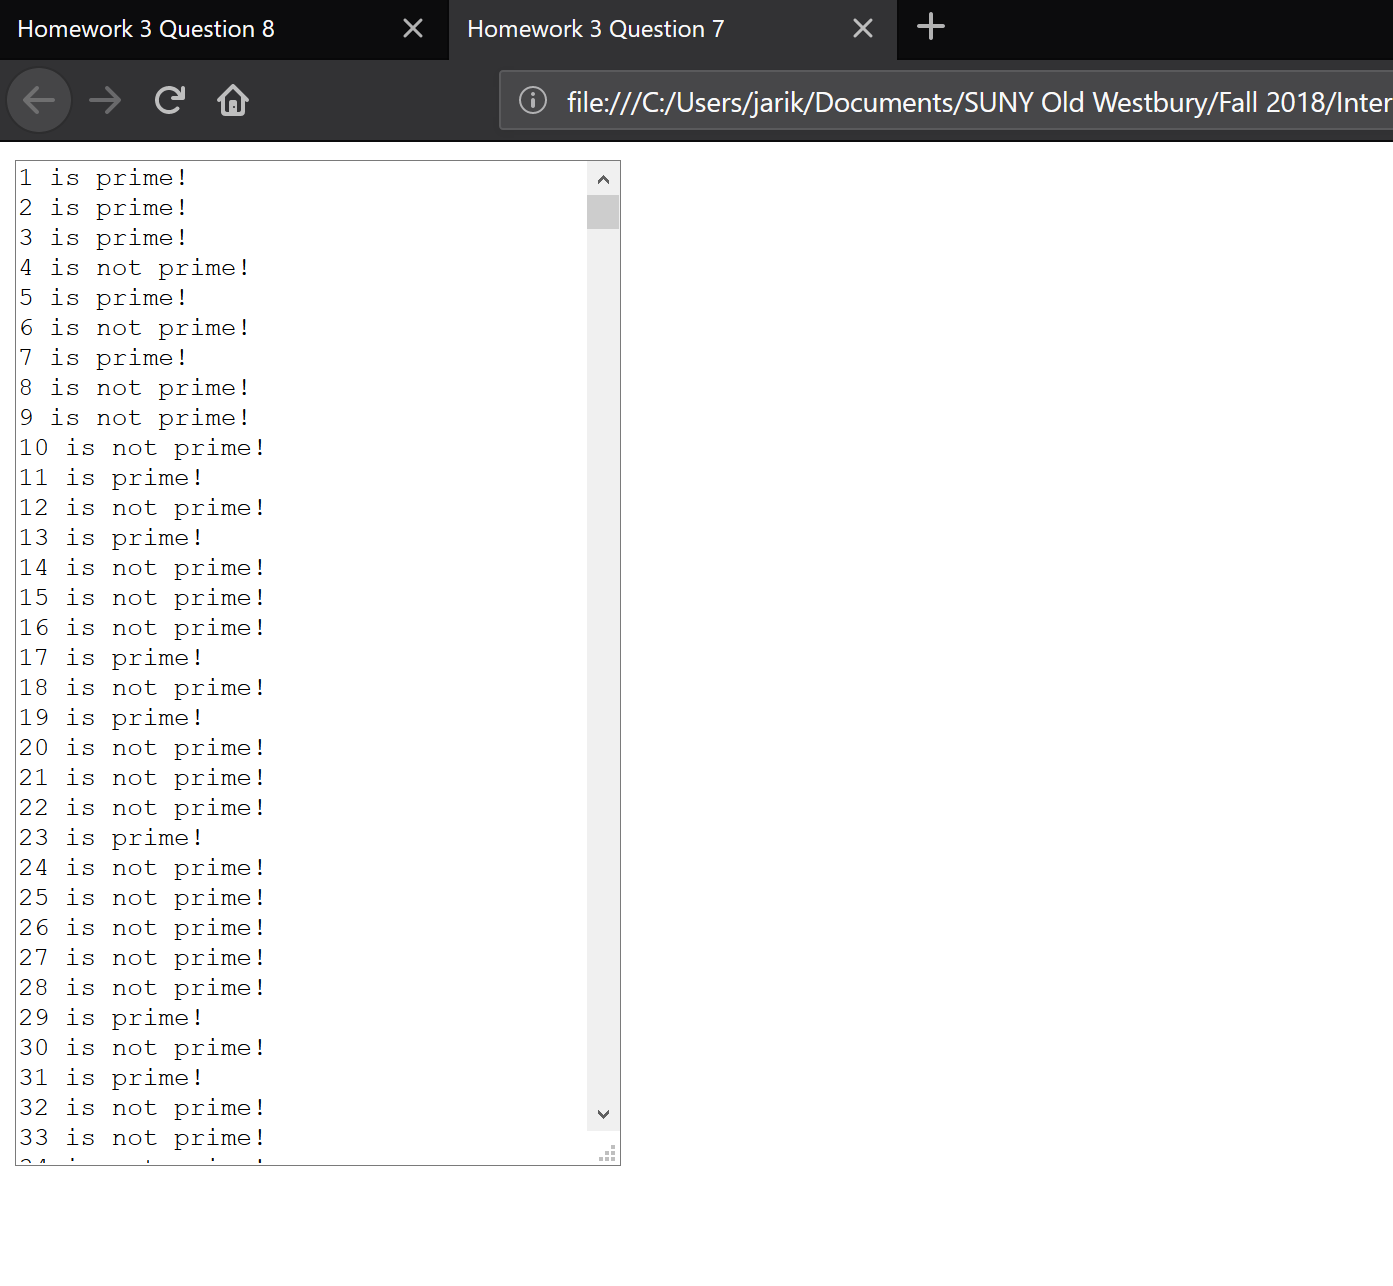 Homework 3 Question 8
Homework 3 Question 7
file:///C:/Users/jarik/Documents/SUNY Old Westbury/Fall 2018/Inter
1 is prime!
2 is prime!
3 is prime!
4 is not prime!
5 is prime!
6 is not prime!
7 is prime!
8 is not prime!
9 is not prime!
10 is not prime!
11 is prime!
12 is not prime!
13 is prime!
14 is not prime!
15 is not prime!
16 is not prime!
17 is prime!
18 is not prime!
19 is prime!
20 is not prime!
21 is not prime!
22 is not prime!
23 is prime!
24 is not prime!
25 is not prime!
26 is not prime!
27 is not prime!
28 is not prime!
29 is prime!
30 is not prime!
31 is prime!
32 is not prime!
33 is not prime!